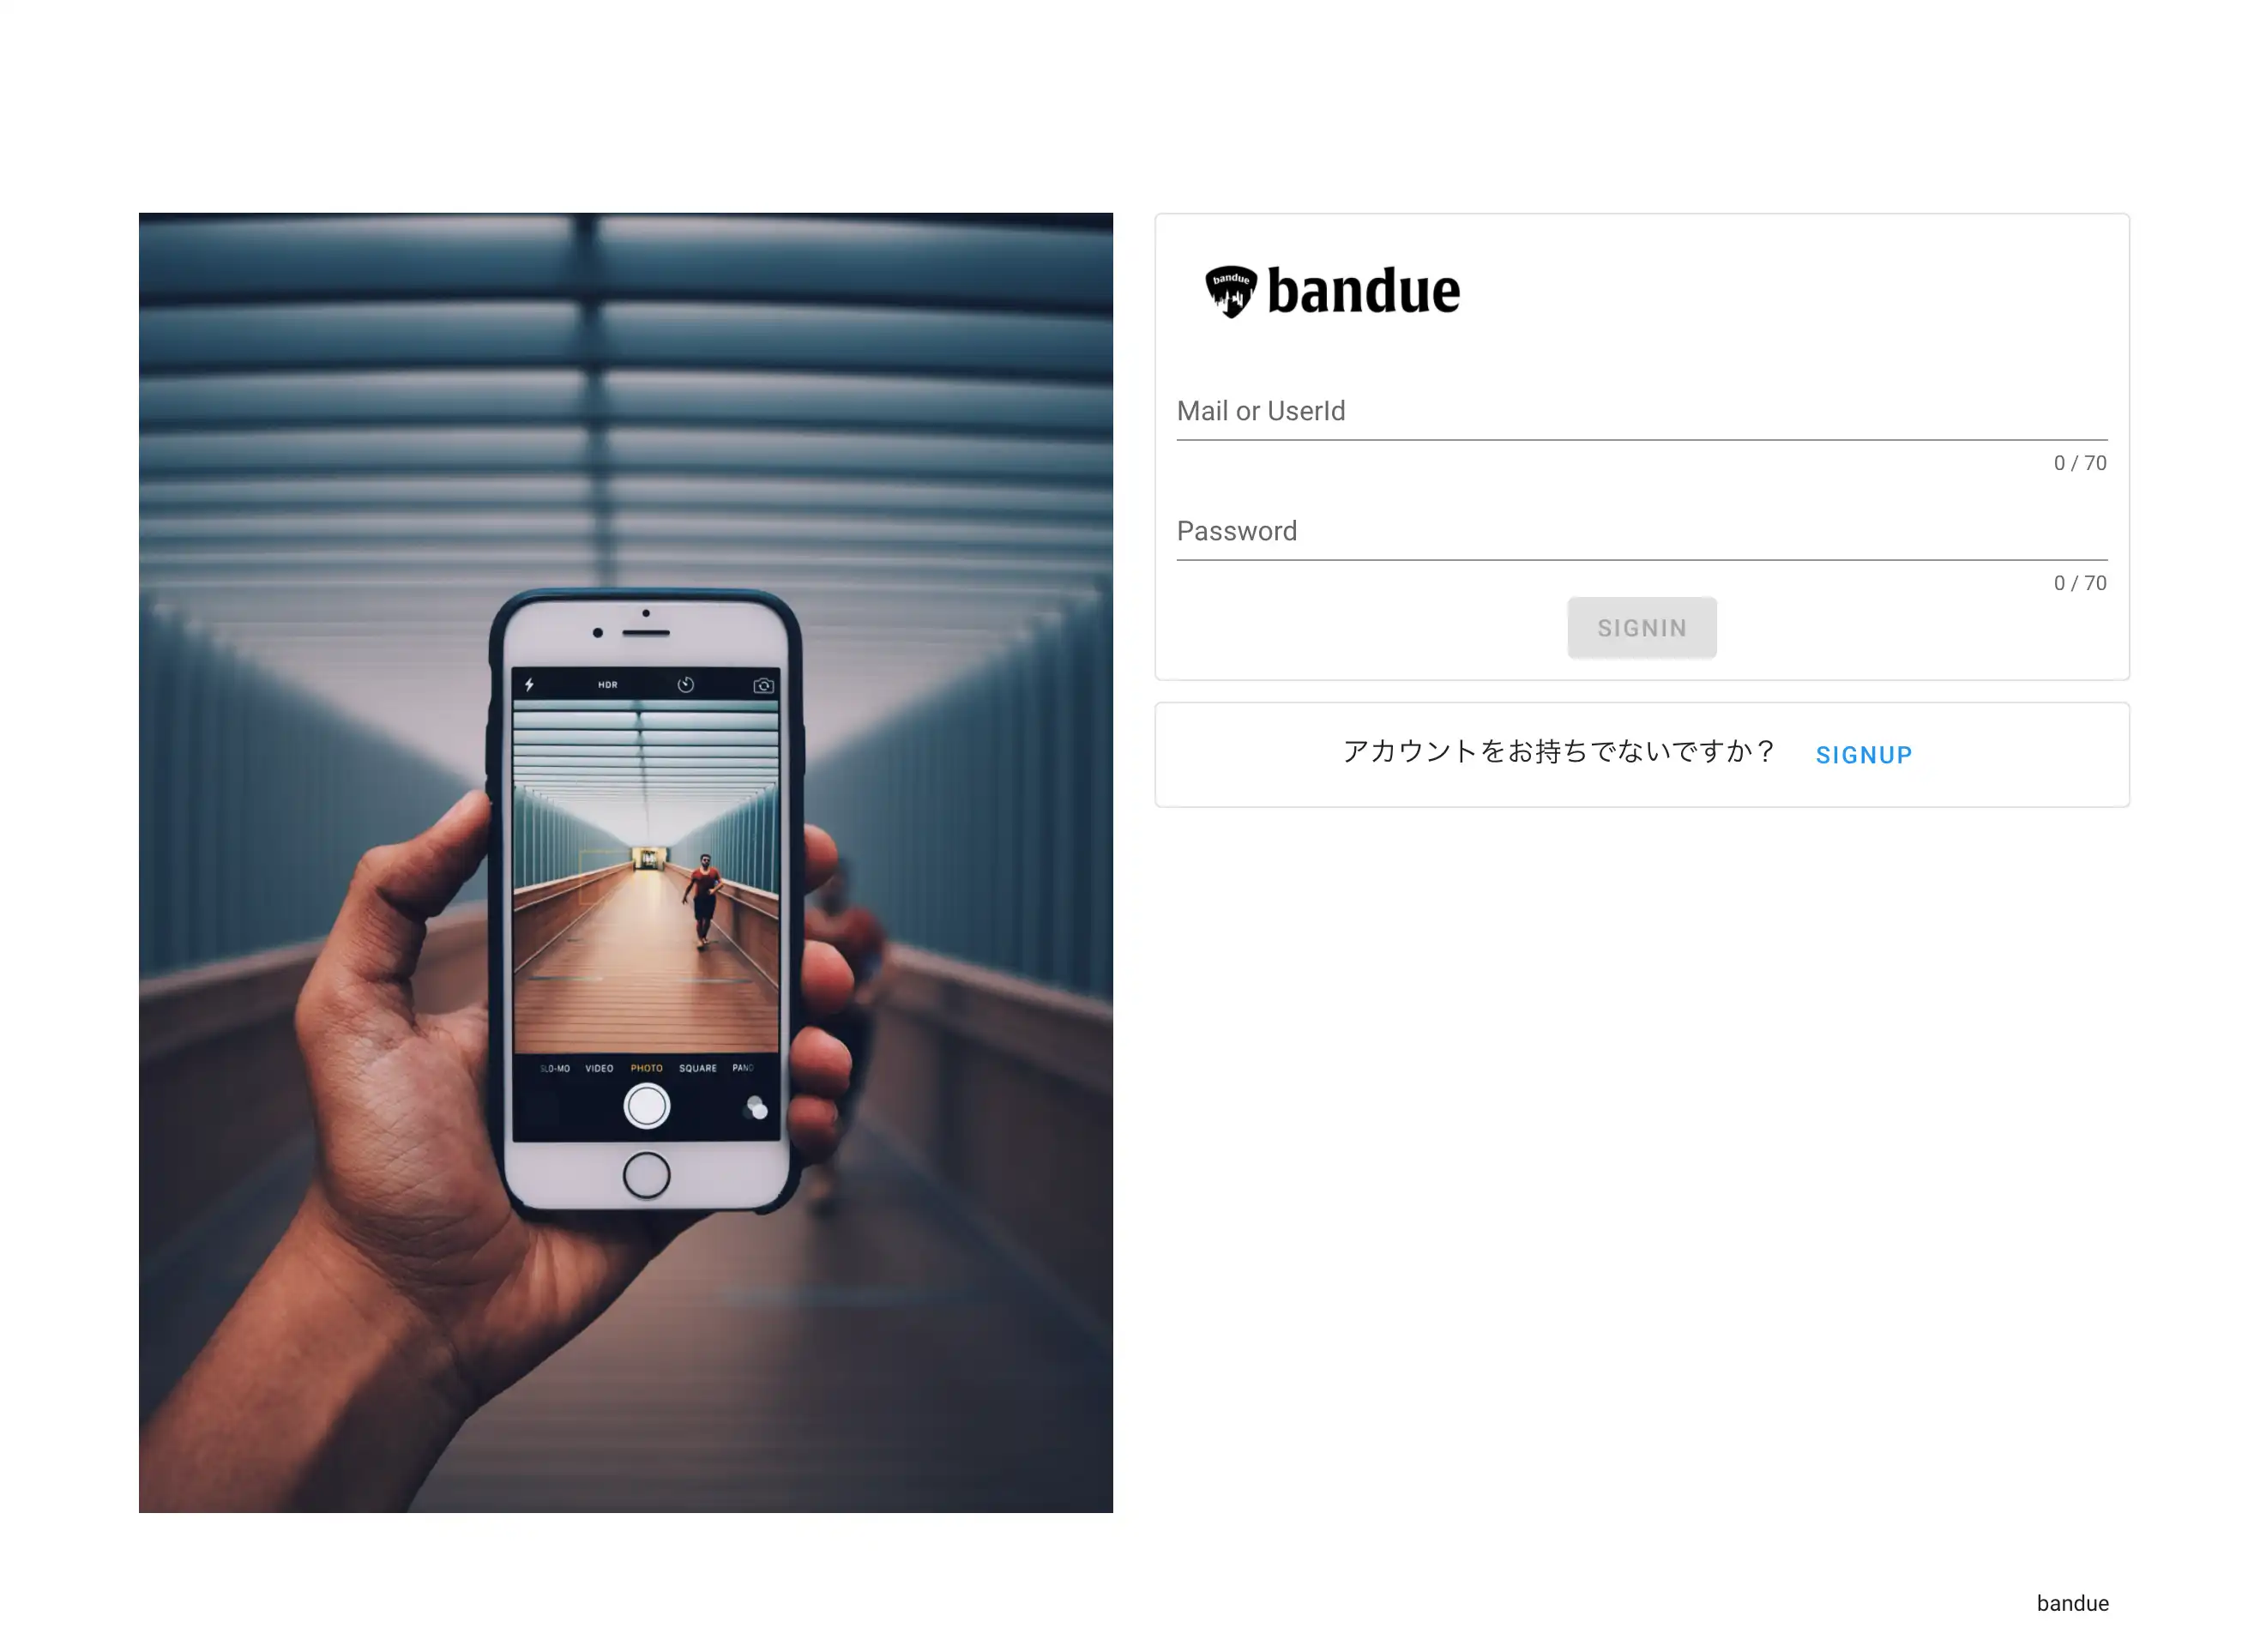 HDR
SLO-MO VIDEO PHOTO SQUARE PANO
bandue
bandue
Mail or UserId
0 / 70
Password
0 / 70
SIGNIN
アカウントをお持ちでないですか？ SIGNUP
bandue